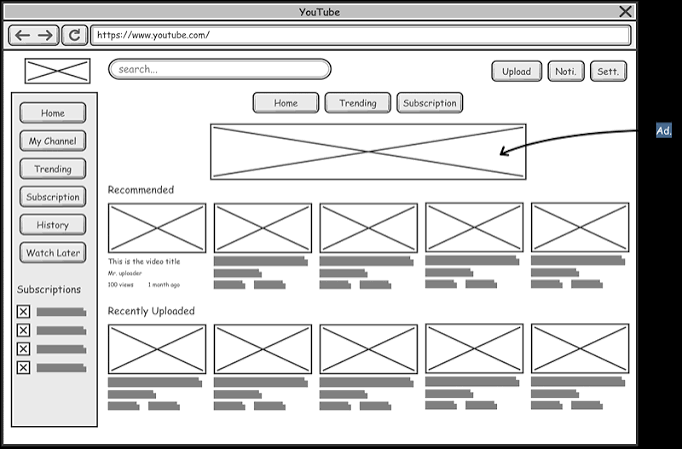 YouTube
https://www.youtube.com/
search...
Upload
Noti.
Sett.
Home
Trending
Subscription
Ad.
Home
My Channel
Trending
Subscription
History
Watch Later
Subscriptions
Recommended
This is the video title
Mr. uploader
100 views 1 month ago
Recently Uploaded